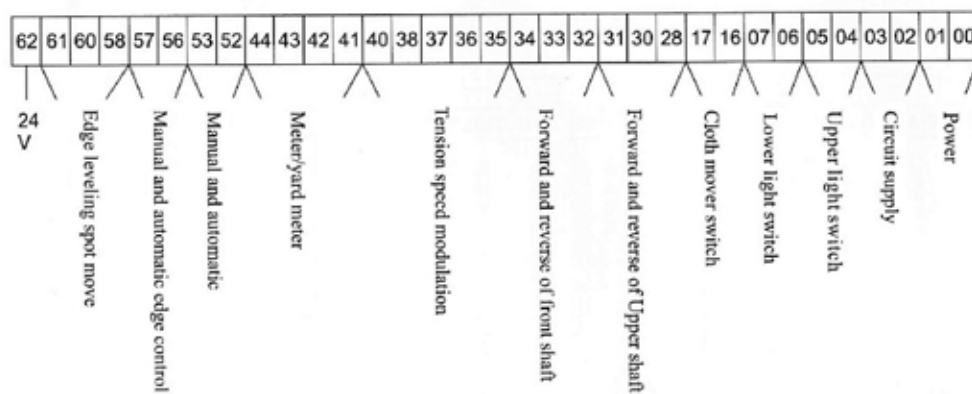 62 61 60 58 57 56 53 52 44 43 42 41 40 38 37 36 35 34 33 32 31 30 28 17 16 07 06 05 04 03 02 01 00
24 V
Edge leveling spot move
Manual and automatic edge control
Manual and automatic
Meter/yard meter
Tension speed modulation
Forward and reverse of front shaft
Forward and reverse of Upper shaft
Cloth mover switch
Lower light switch
Upper light switch
Circuit supply
Power